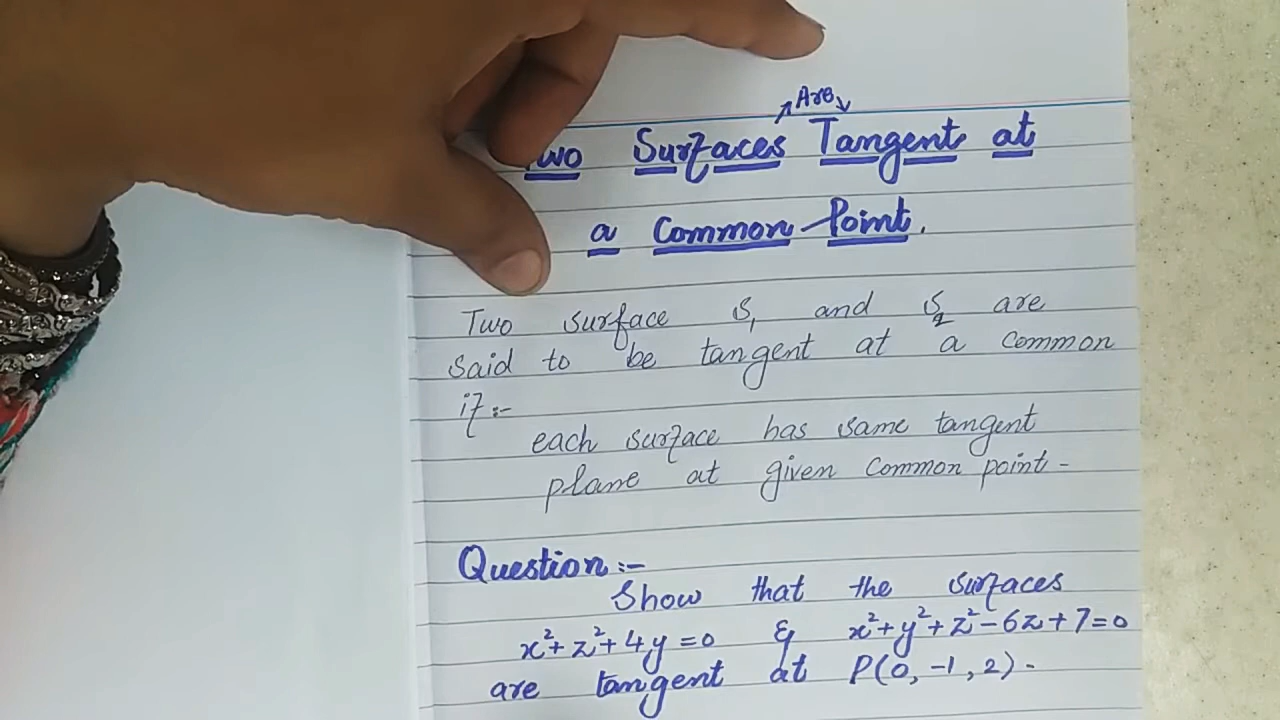 Are
Two Surfaces Tangent at
a Common Point.
Two surface S₁ and S₂ are
said to be tangent at a common
if:-
each surface has same tangent
plane at given common point-
Question:-
Show that the surfaces
x²+z²+4y=0 & x²+y²+z²-6z+7=0
are tangent at P(0, -1, 2).